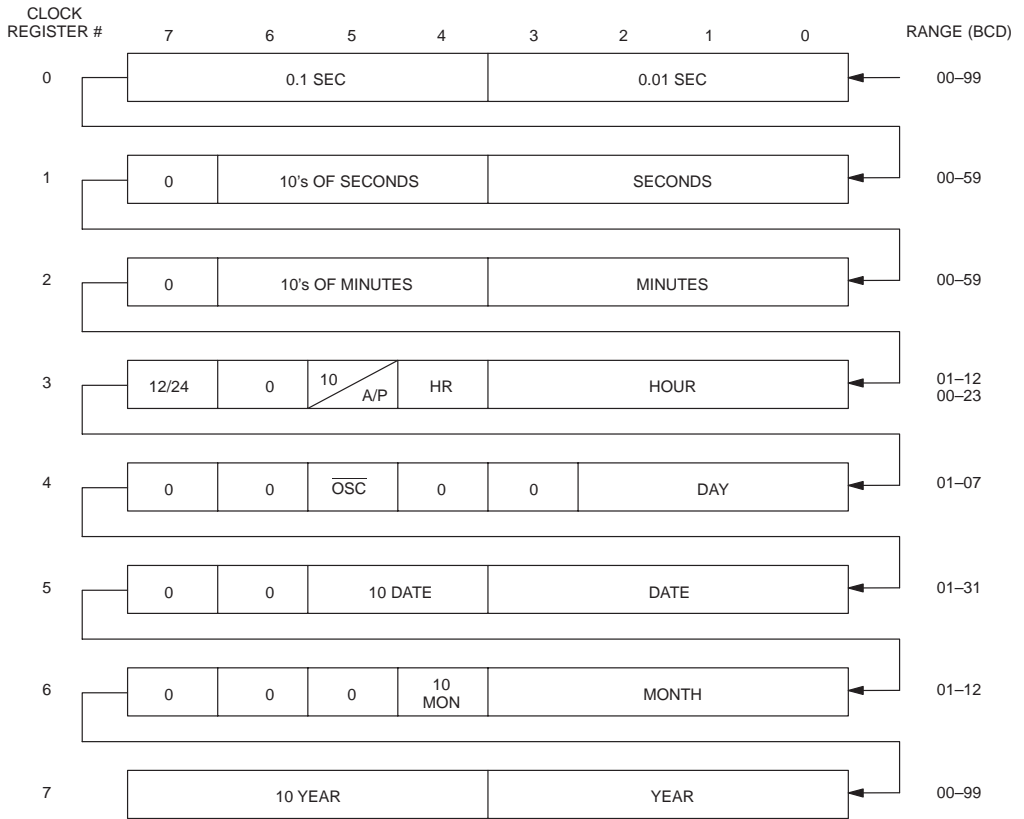 CLOCK
REGISTER # 7 6 5 4 3 2 1 0 RANGE (BCD)
0 0.1 SEC 0.01 SEC 00–99
1 0 10's OF SECONDS SECONDS 00–59
2 0 10's OF MINUTES MINUTES 00–59
3 12/24 0 10 A/P HR HOUR 01–12
00–23
4 0 0 OSC 0 0 DAY 01–07
5 0 0 10 DATE DATE 01–31
6 0 0 0 10 MON MONTH 01–12
7 10 YEAR YEAR 00–99